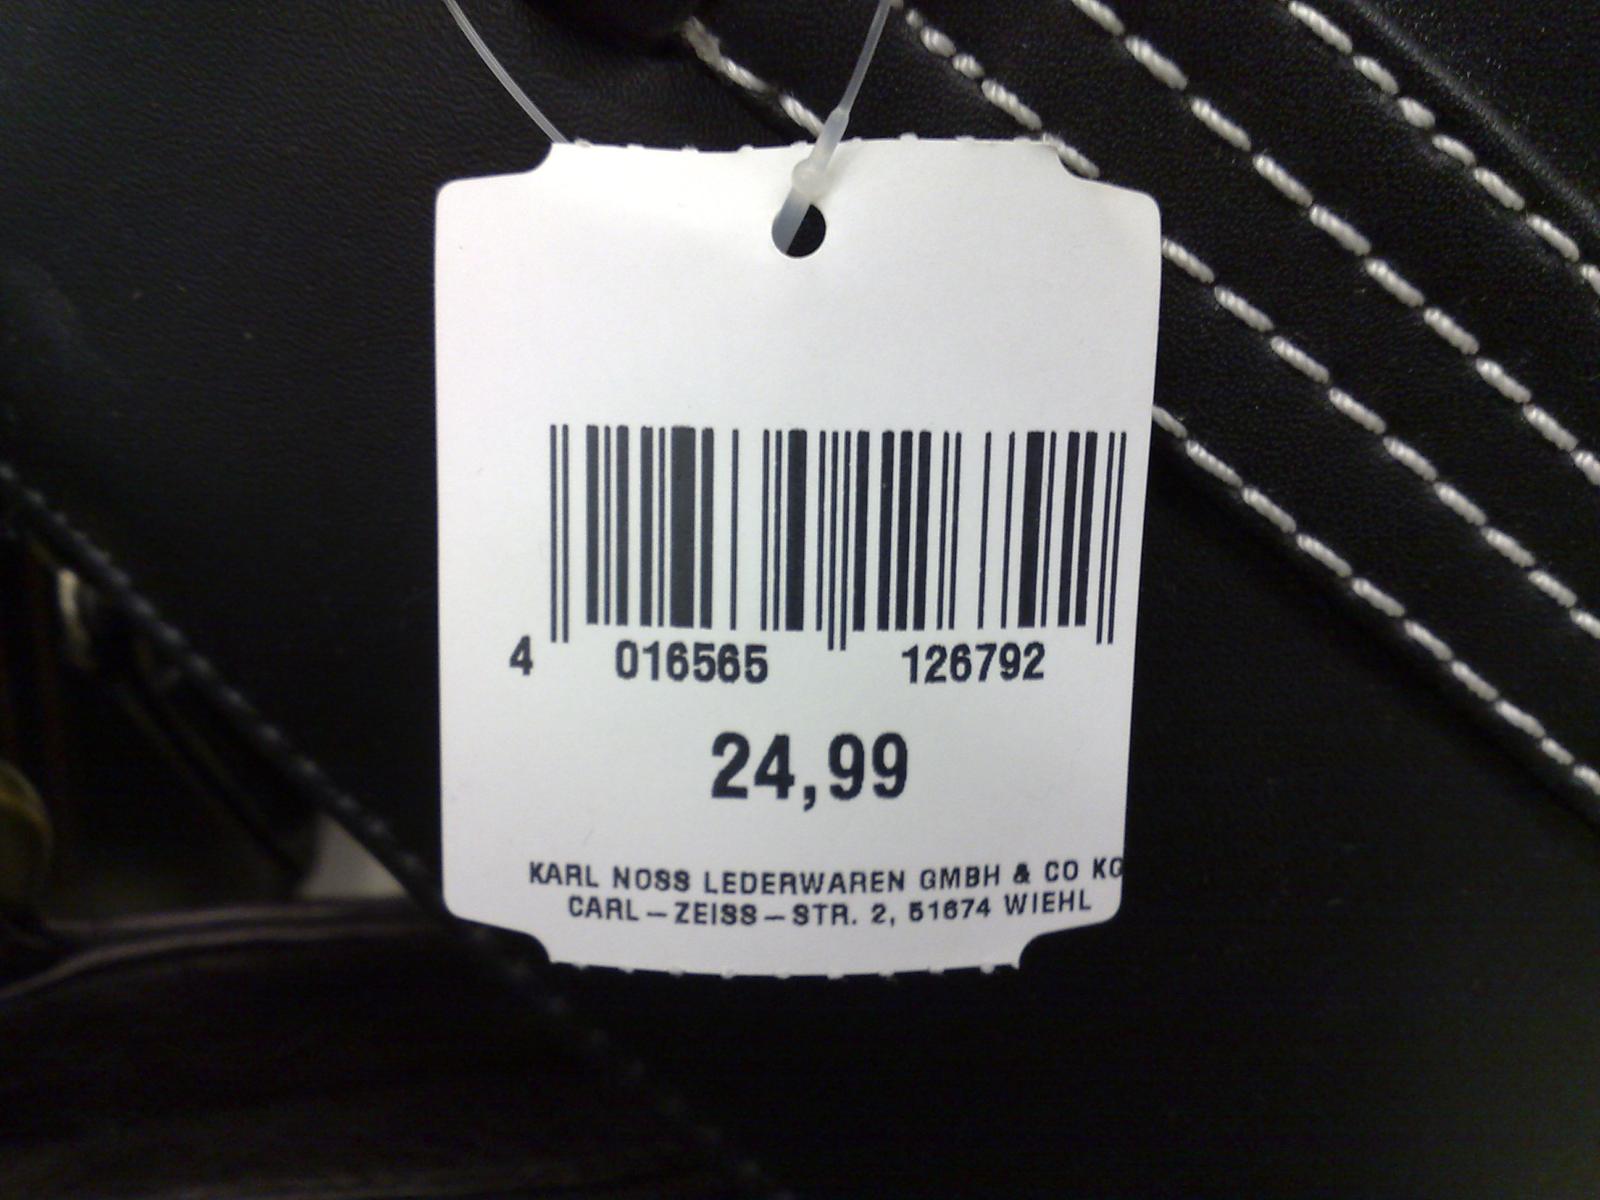 4 016565 126792
24,99
KARL NOSS LEDERWAREN GMBH & CO KG
CARL-ZEISS-STR. 2, 51674 WIEHL